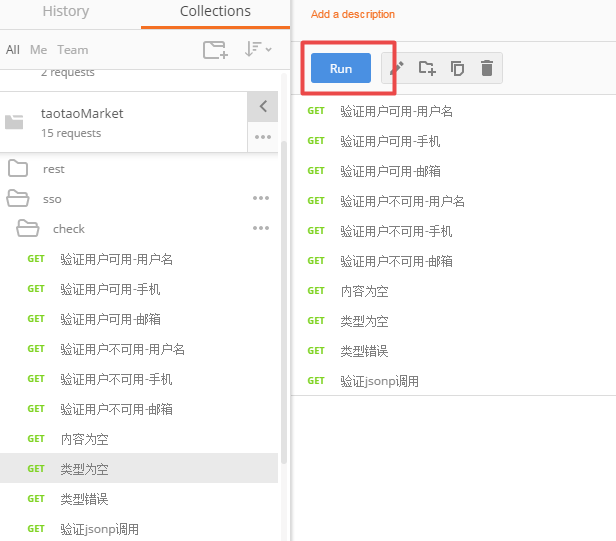 History
Collections
All Me Team
2 requests
taotaoMarket
15 requests
rest
sso
check
GET 验证用户可用-用户名
GET 验证用户可用-手机
GET 验证用户可用-邮箱
GET 验证用户不可用-用户名
GET 验证用户不可用-手机
GET 验证用户不可用-邮箱
GET 内容为空
GET 类型为空
GET 类型错误
GET 验证jsonp调用
Add a description
Run
GET 验证用户可用-用户名
GET 验证用户可用-手机
GET 验证用户可用-邮箱
GET 验证用户不可用-用户名
GET 验证用户不可用-手机
GET 验证用户不可用-邮箱
GET 内容为空
GET 类型为空
GET 类型错误
GET 验证jsonp调用